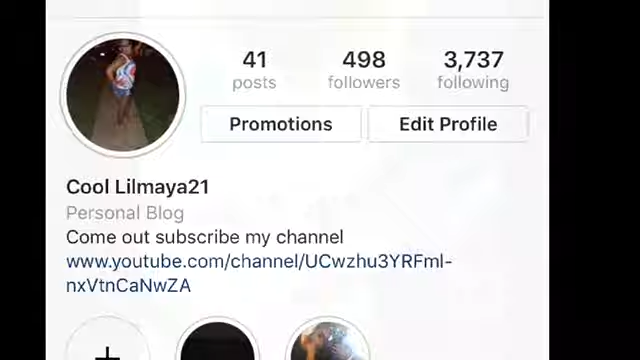 41 498 3,737
posts followers following
Promotions Edit Profile
Cool Lilmaya21
Personal Blog
Come out subscribe my channel
www.youtube.com/channel/UCwzhu3YRFml-
nxVtnCaNwZA